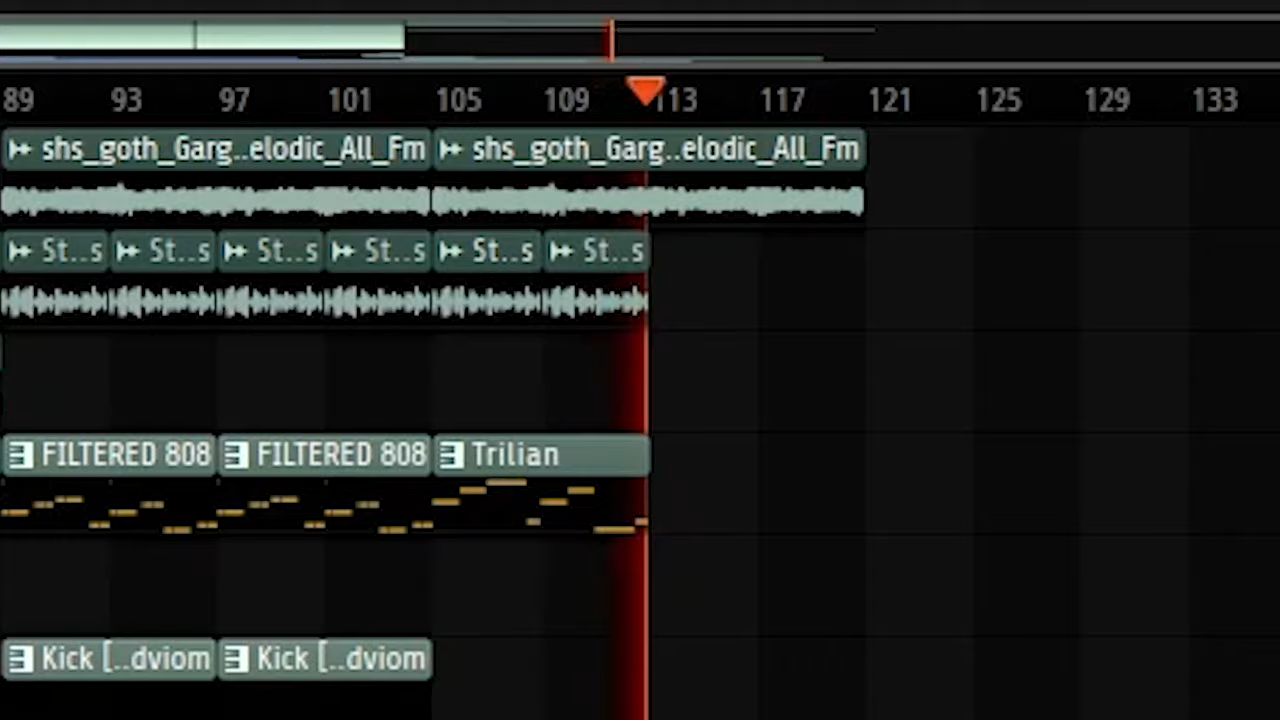 89 93 97 101 105 109 113 117 121 125 129 133
shs_goth_Garg..elodic_All_Fm shs_goth_Garg..elodic_All_Fm
St..s St..s St..s St..s St..s St..s
FILTERED 808 FILTERED 808 Trilian
Kick [..dviom Kick [..dviom